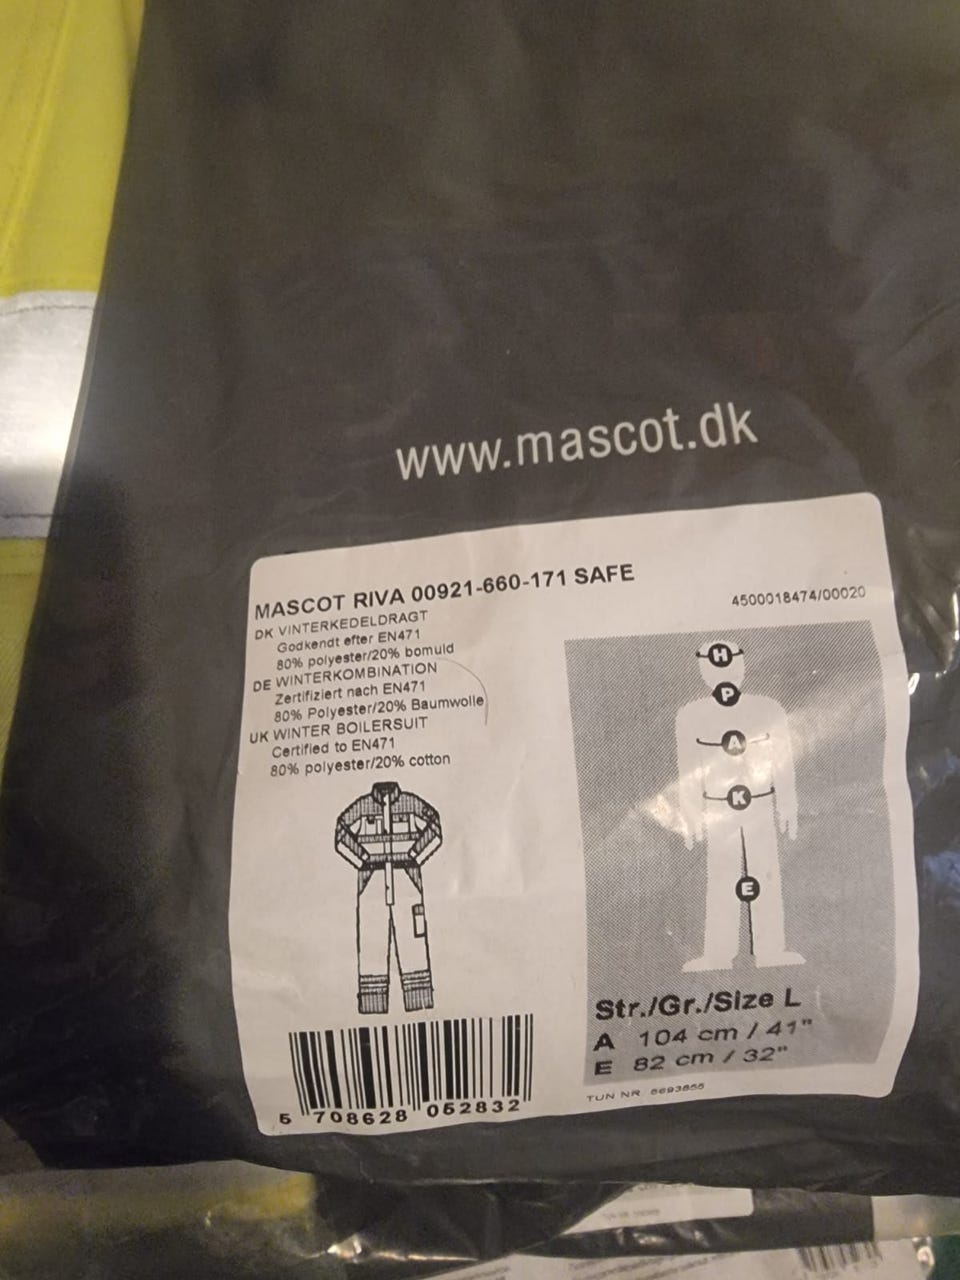 www.mascot.dk
MASCOT RIVA 00921-660-171 SAFE
4500018474/00020
DK VINTERKEDELDRAGT
Godkendt efter EN471
80% polyester/20% bomuld
DE WINTERKOMBINATION
Zertifiziert nach EN471
80% Polyester/20% Baumwolle
UK WINTER BOILERSUIT
Certified to EN471
80% polyester/20% cotton
H
P
A
K
E
Str./Gr./Size L
A 104 cm / 41"
E 82 cm / 32"
TUN NR
5 708628 052832